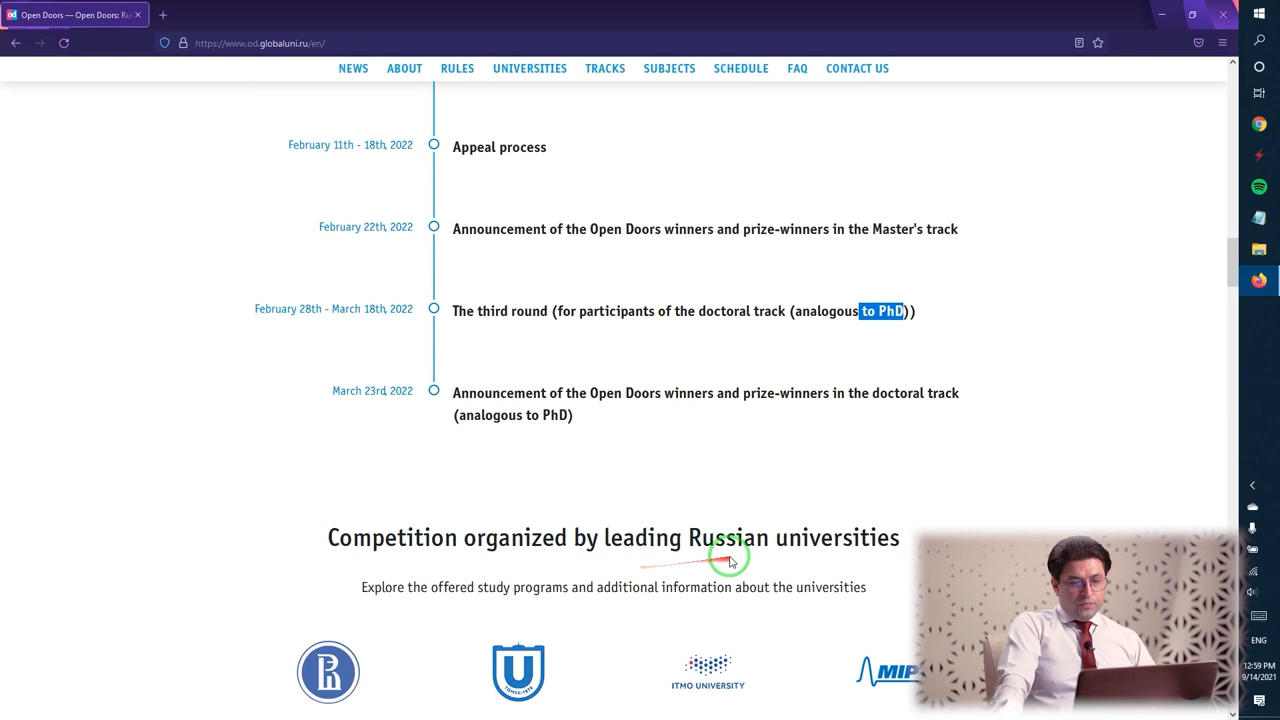 Open Doors — Open Doors: Ru
https://www.od.globaluni.ru/en/
NEWS ABOUT RULES UNIVERSITIES TRACKS SUBJECTS SCHEDULE FAQ CONTACT US
February 11th - 18th, 2022
Appeal process
February 22th, 2022
Announcement of the Open Doors winners and prize-winners in the Master's track
February 28th - March 18th, 2022
The third round (for participants of the doctoral track (analogous to PhD))
March 23rd, 2022
Announcement of the Open Doors winners and prize-winners in the doctoral track
(analogous to PhD)
Competition organized by leading Russian universities
Explore the offered study programs and additional information about the universities
U
ITMO UNIVERSITY
MIP
ENG
12:59 PM
9/14/2021